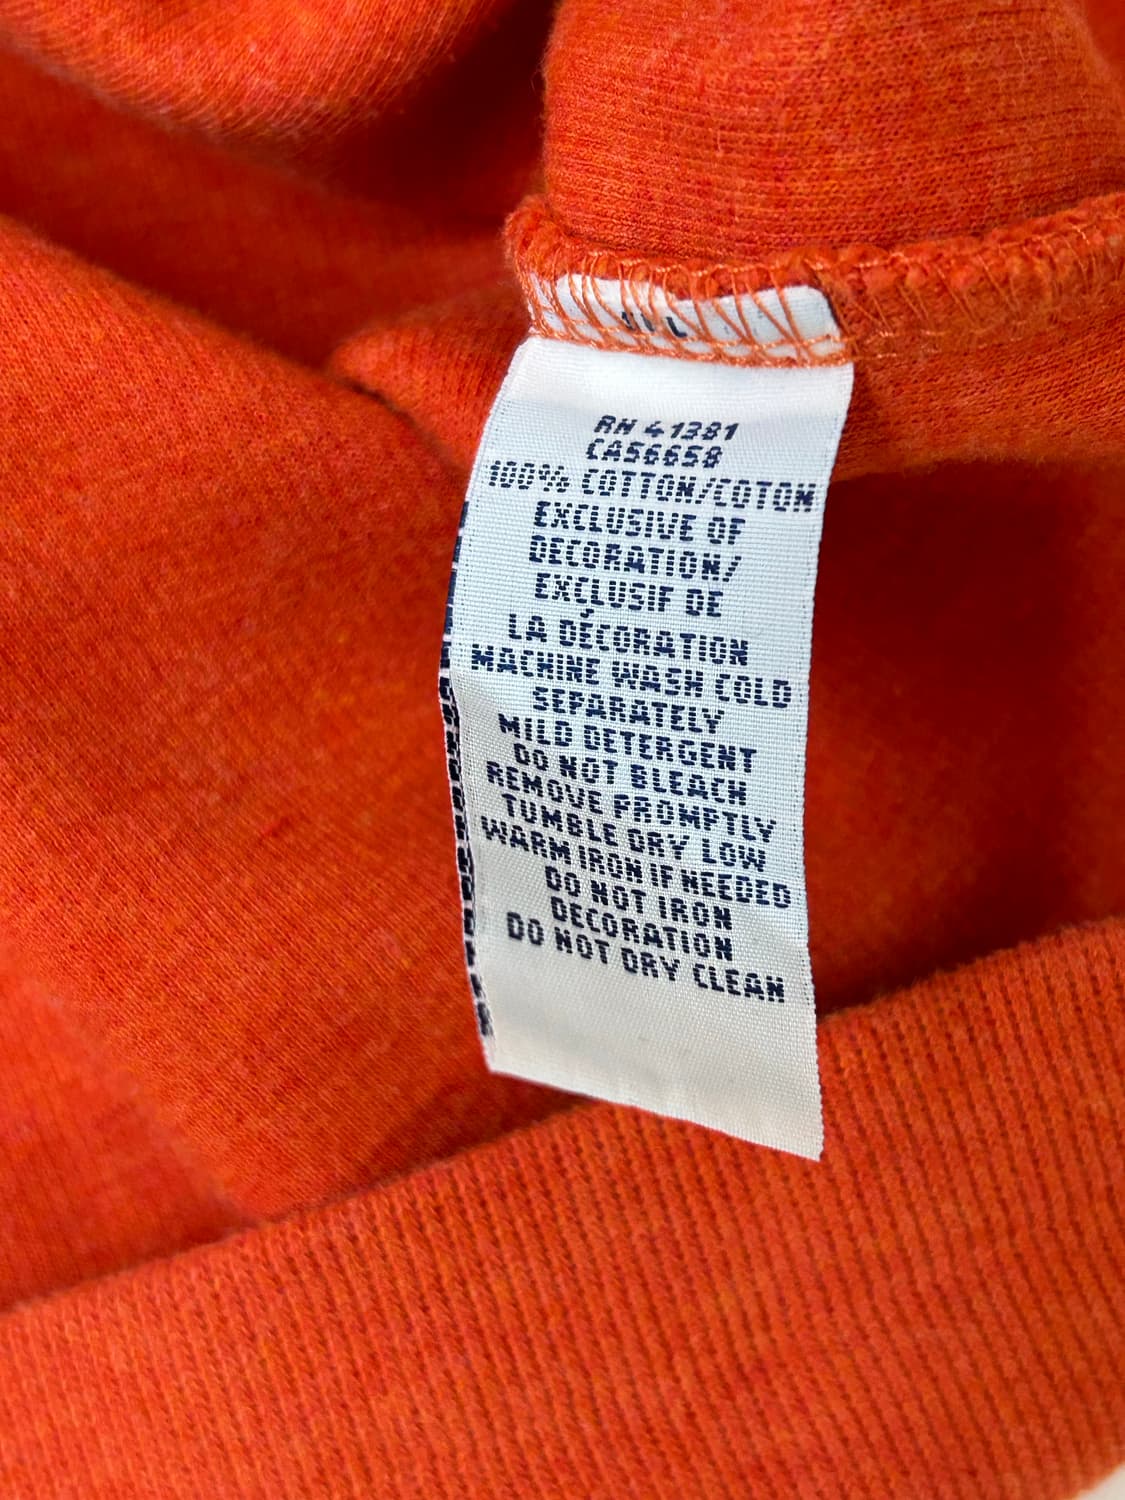 RN 41381
CA56658
100% COTTON/COTON
EXCLUSIVE OF
DECORATION/
EXCLUSIF DE
LA DÉCORATION
MACHINE WASH COLD
SEPARATELY
MILD DETERGENT
DO NOT BLEACH
REMOVE PROMPTLY
TUMBLE DRY LOW
WARM IRON IF NEEDED
DO NOT IRON
DECORATION
DO NOT DRY CLEAN